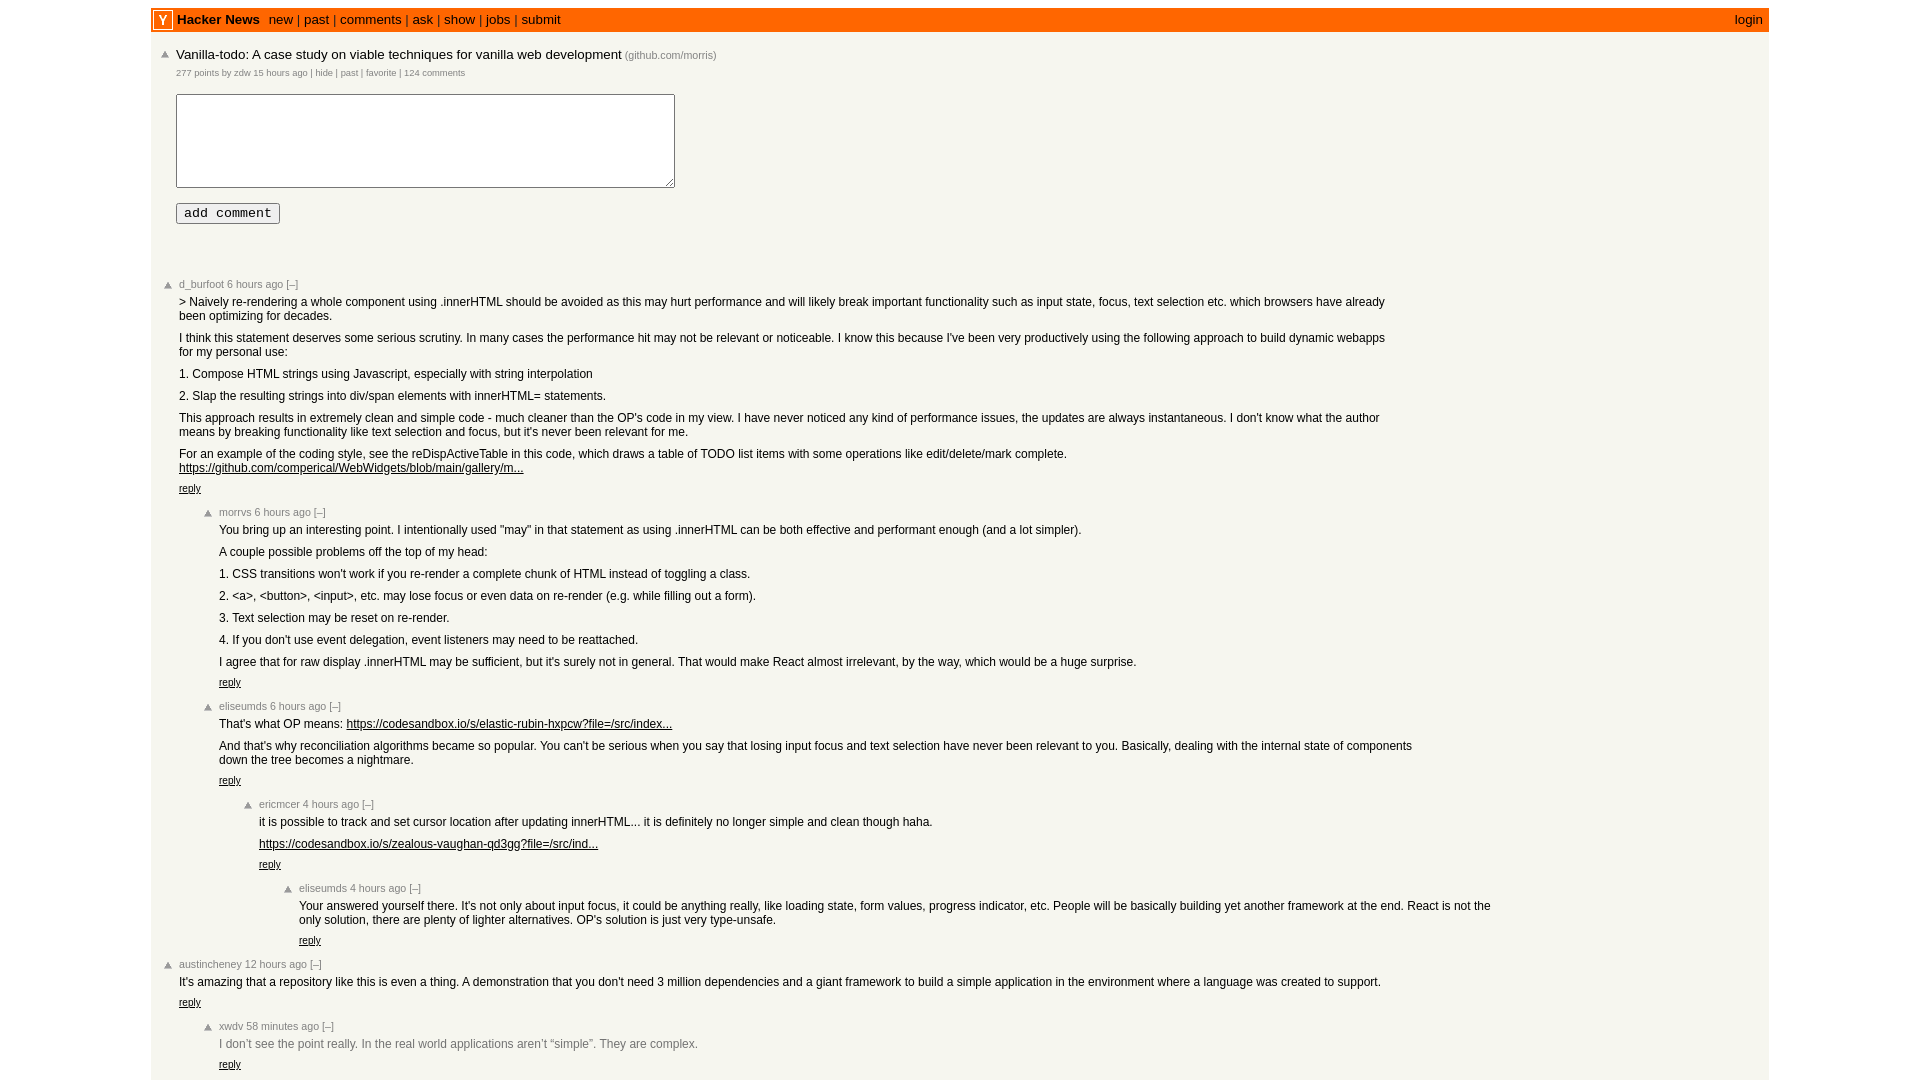 Y Hacker News new | past | comments | ask | show | jobs | submit login
Vanilla-todo: A case study on viable techniques for vanilla web development (github.com/morris)
277 points by zdw 15 hours ago | hide | past | favorite | 124 comments
add comment
d_burfoot 6 hours ago [–]
> Naively re-rendering a whole component using .innerHTML should be avoided as this may hurt performance and will likely break important functionality such as input state, focus, text selection etc. which browsers have already
been optimizing for decades.
I think this statement deserves some serious scrutiny. In many cases the performance hit may not be relevant or noticeable. I know this because I've been very productively using the following approach to build dynamic webapps
for my personal use:
1. Compose HTML strings using Javascript, especially with string interpolation
2. Slap the resulting strings into div/span elements with innerHTML= statements.
This approach results in extremely clean and simple code - much cleaner than the OP's code in my view. I have never noticed any kind of performance issues, the updates are always instantaneous. I don't know what the author
means by breaking functionality like text selection and focus, but it's never been relevant for me.
For an example of the coding style, see the reDispActiveTable in this code, which draws a table of TODO list items with some operations like edit/delete/mark complete.
https://github.com/comperical/WebWidgets/blob/main/gallery/m...
reply
morrvs 6 hours ago [–]
You bring up an interesting point. I intentionally used "may" in that statement as using .innerHTML can be both effective and performant enough (and a lot simpler).
A couple possible problems off the top of my head:
1. CSS transitions won't work if you re-render a complete chunk of HTML instead of toggling a class.
2. <a>, <button>, <input>, etc. may lose focus or even data on re-render (e.g. while filling out a form).
3. Text selection may be reset on re-render.
4. If you don't use event delegation, event listeners may need to be reattached.
I agree that for raw display .innerHTML may be sufficient, but it's surely not in general. That would make React almost irrelevant, by the way, which would be a huge surprise.
reply
eliseumds 6 hours ago [–]
That's what OP means: https://codesandbox.io/s/elastic-rubin-hxpcw?file=/src/index...
And that's why reconciliation algorithms became so popular. You can't be serious when you say that losing input focus and text selection have never been relevant to you. Basically, dealing with the internal state of components
down the tree becomes a nightmare.
reply
ericmcer 4 hours ago [–]
it is possible to track and set cursor location after updating innerHTML... it is definitely no longer simple and clean though haha.
https://codesandbox.io/s/zealous-vaughan-qd3gg?file=/src/ind...
reply
eliseumds 4 hours ago [–]
Your answered yourself there. It's not only about input focus, it could be anything really, like loading state, form values, progress indicator, etc. People will be basically building yet another framework at the end. React is not the
only solution, there are plenty of lighter alternatives. OP's solution is just very type-unsafe.
reply
austincheney 12 hours ago [–]
It's amazing that a repository like this is even a thing. A demonstration that you don't need 3 million dependencies and a giant framework to build a simple application in the environment where a language was created to support.
reply
xwdv 58 minutes ago [–]
I don’t see the point really. In the real world applications aren’t “simple”. They are complex.
reply